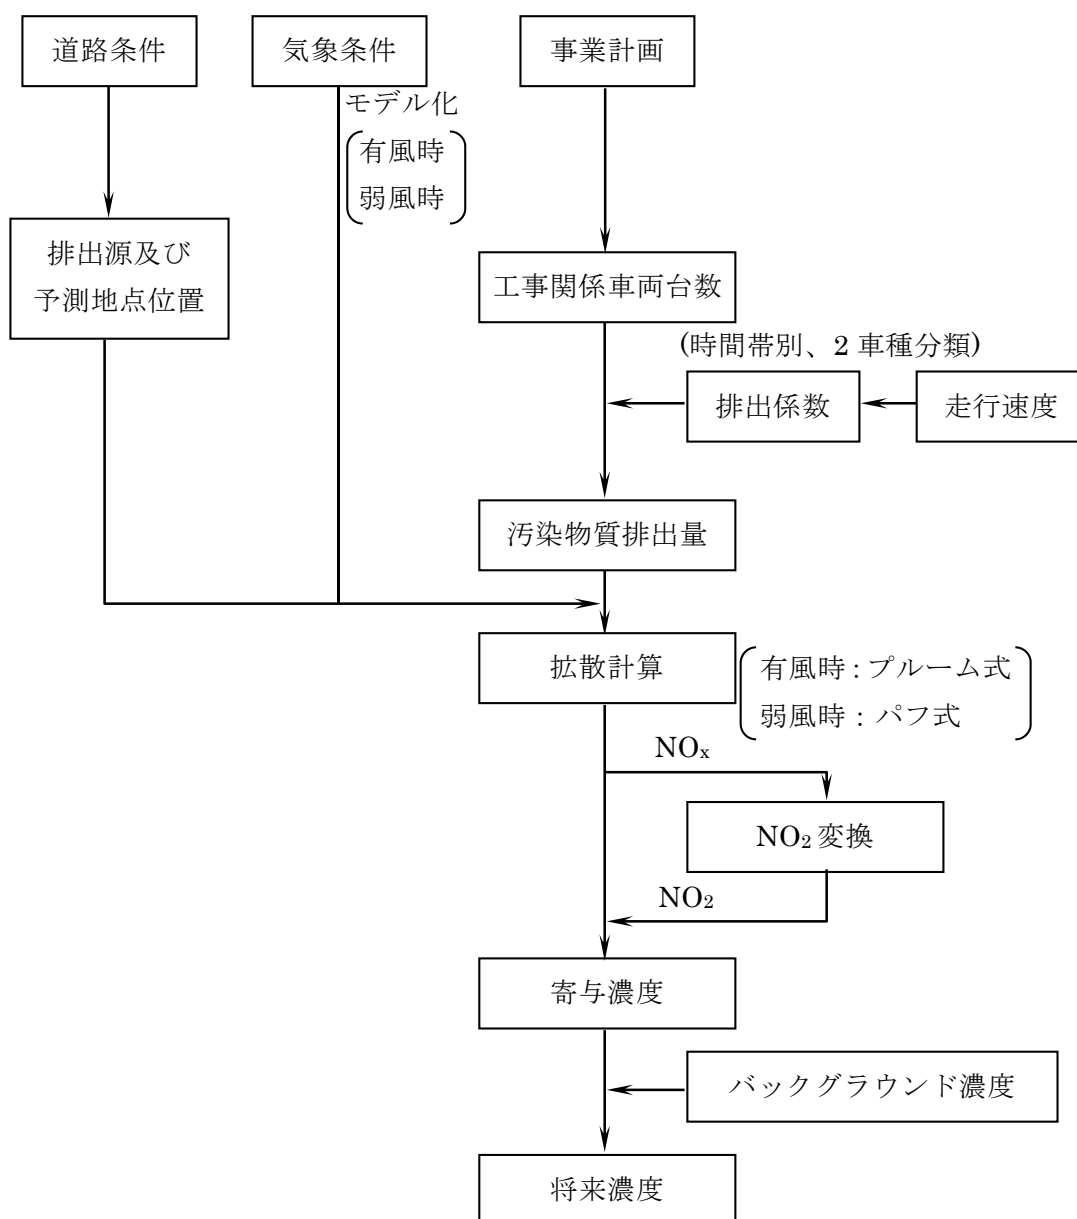 道路条件
気象条件
事業計画
モデル化
有風時
弱風時
排出源及び
予測地点位置
工事関係車両台数
(時間帯別、2 車種分類)
排出係数
走行速度
汚染物質排出量
拡散計算
有風時 : プルーム式
弱風時 : パフ式
NOx
NO2 変換
NO2
寄与濃度
バックグラウンド濃度
将来濃度